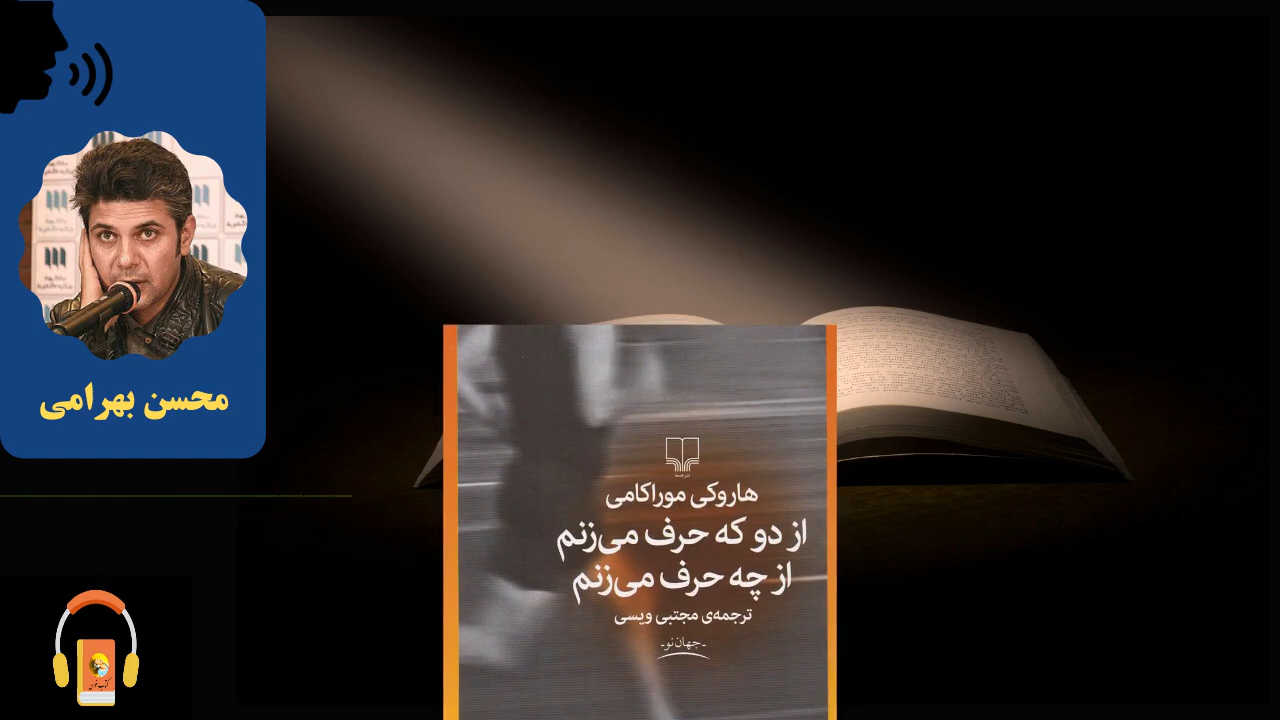 محسن بهرامی
هاروکی موراکامی
از دو که حرف می‌زنم
از چه حرف می‌زنم
ترجمه‌ی مجتبی ویسی
-جهان‌نو-